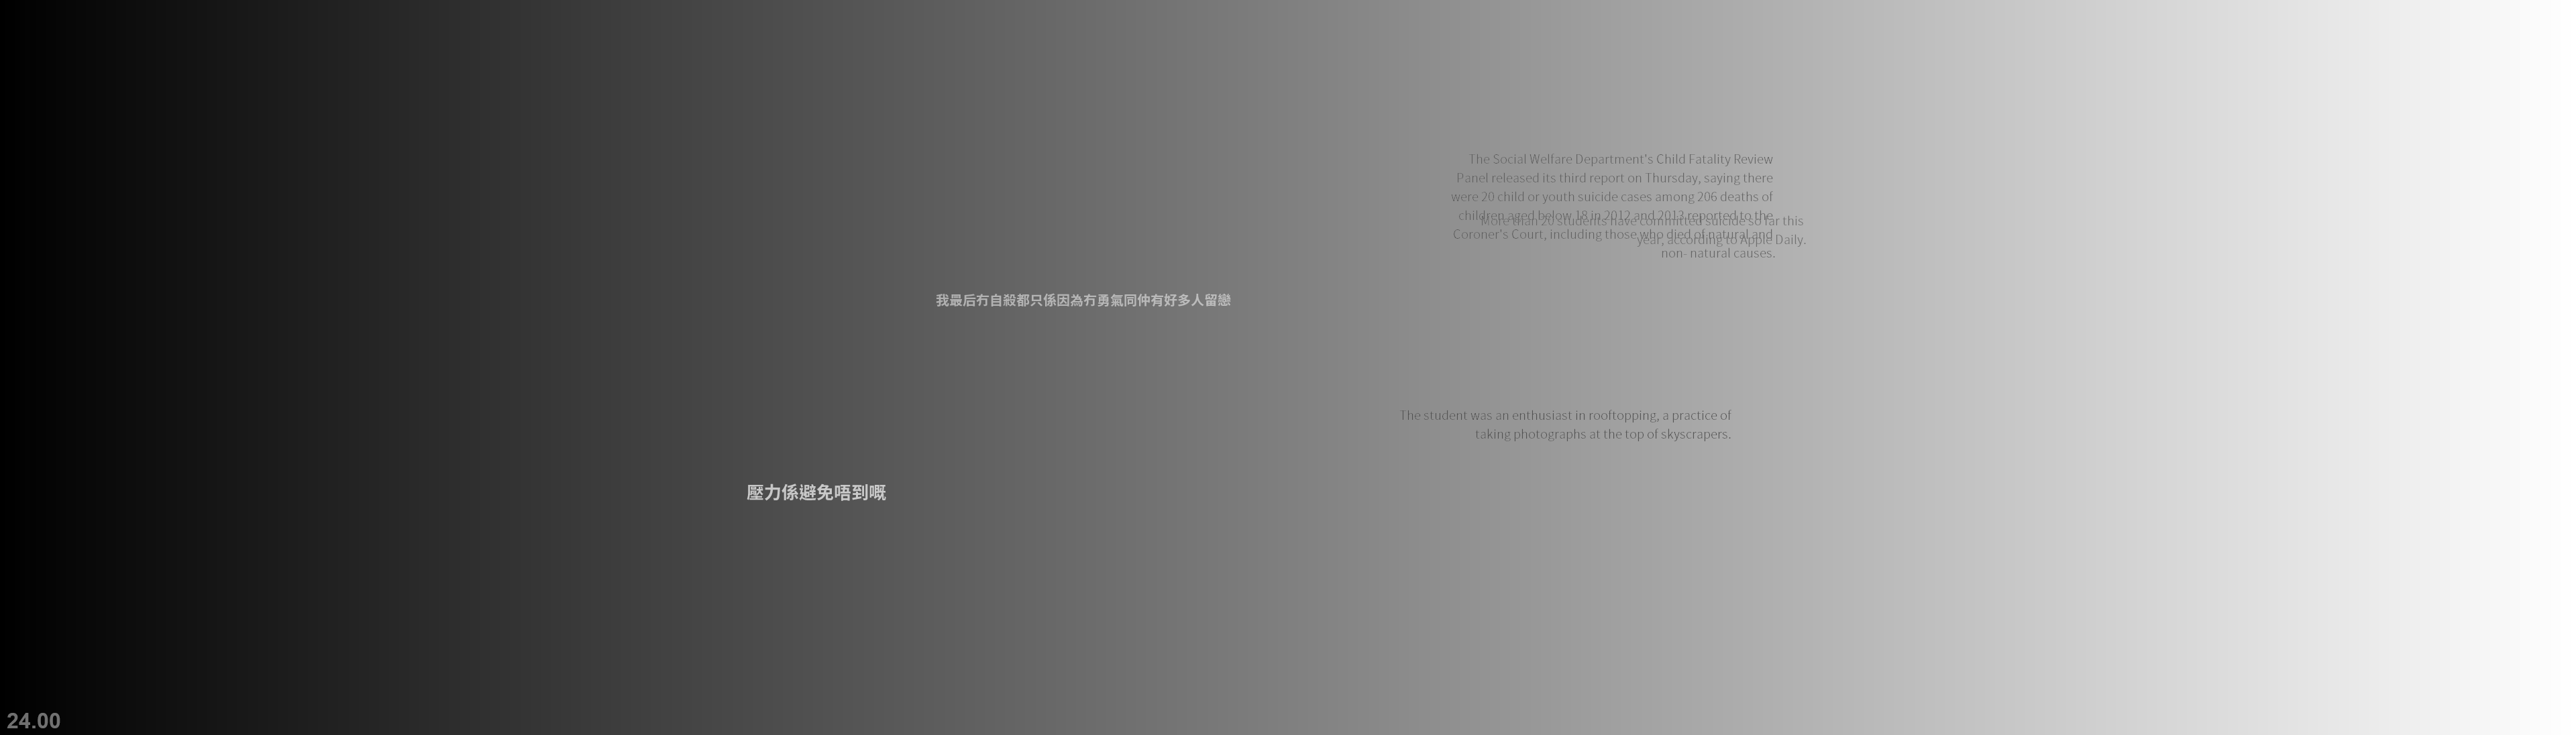 The Social Welfare Department's Child Fatality Review
Panel released its third report on Thursday, saying there
were 20 child or youth suicide cases among 206 deaths of
children aged below 18 in 2012 and 2013 reported to the
More than 20 students have committed suicide so far this
Coroner's Court, including those who died of natural and
year, according to Apple Daily.
non- natural causes.
我最后冇自殺都只係因為冇勇氣同仲有好多人留戀
The student was an enthusiast in rooftopping, a practice of
taking photographs at the top of skyscrapers.
壓力係避免唔到嘅
24.00